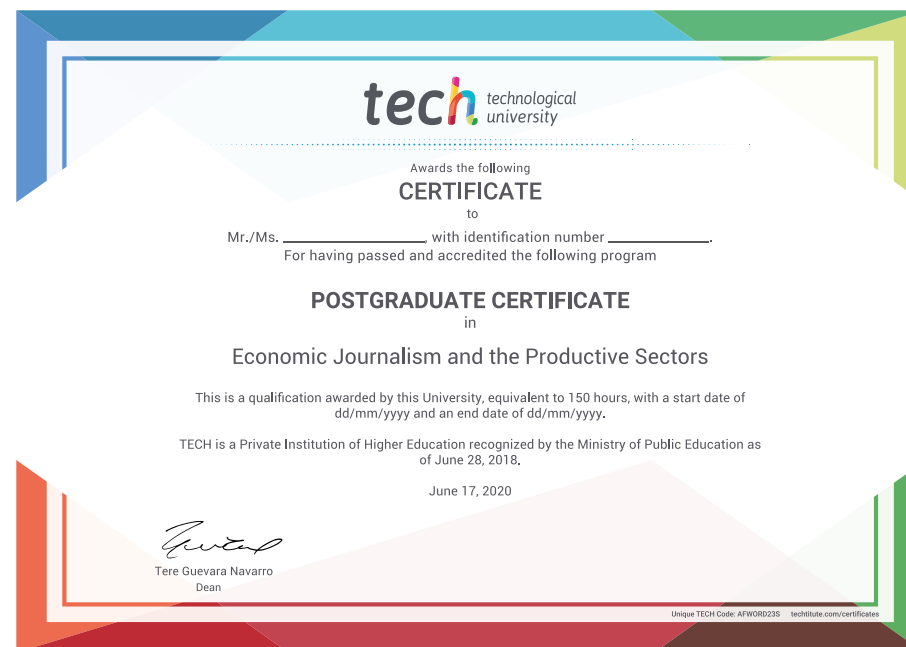 tech technological
university
Awards the following
CERTIFICATE
to
Mr./Ms. ____________, with identification number ____________.
For having passed and accredited the following program
POSTGRADUATE CERTIFICATE
in
Economic Journalism and the Productive Sectors
This is a qualification awarded by this University, equivalent to 150 hours, with a start date of
dd/mm/yyyy and an end date of dd/mm/yyyy.
TECH is a Private Institution of Higher Education recognized by the Ministry of Public Education as
of June 28, 2018.
June 17, 2020
Tere Guevara Navarro
Dean
Unique TECH Code: AFWORD23S techtitute.com/certificates